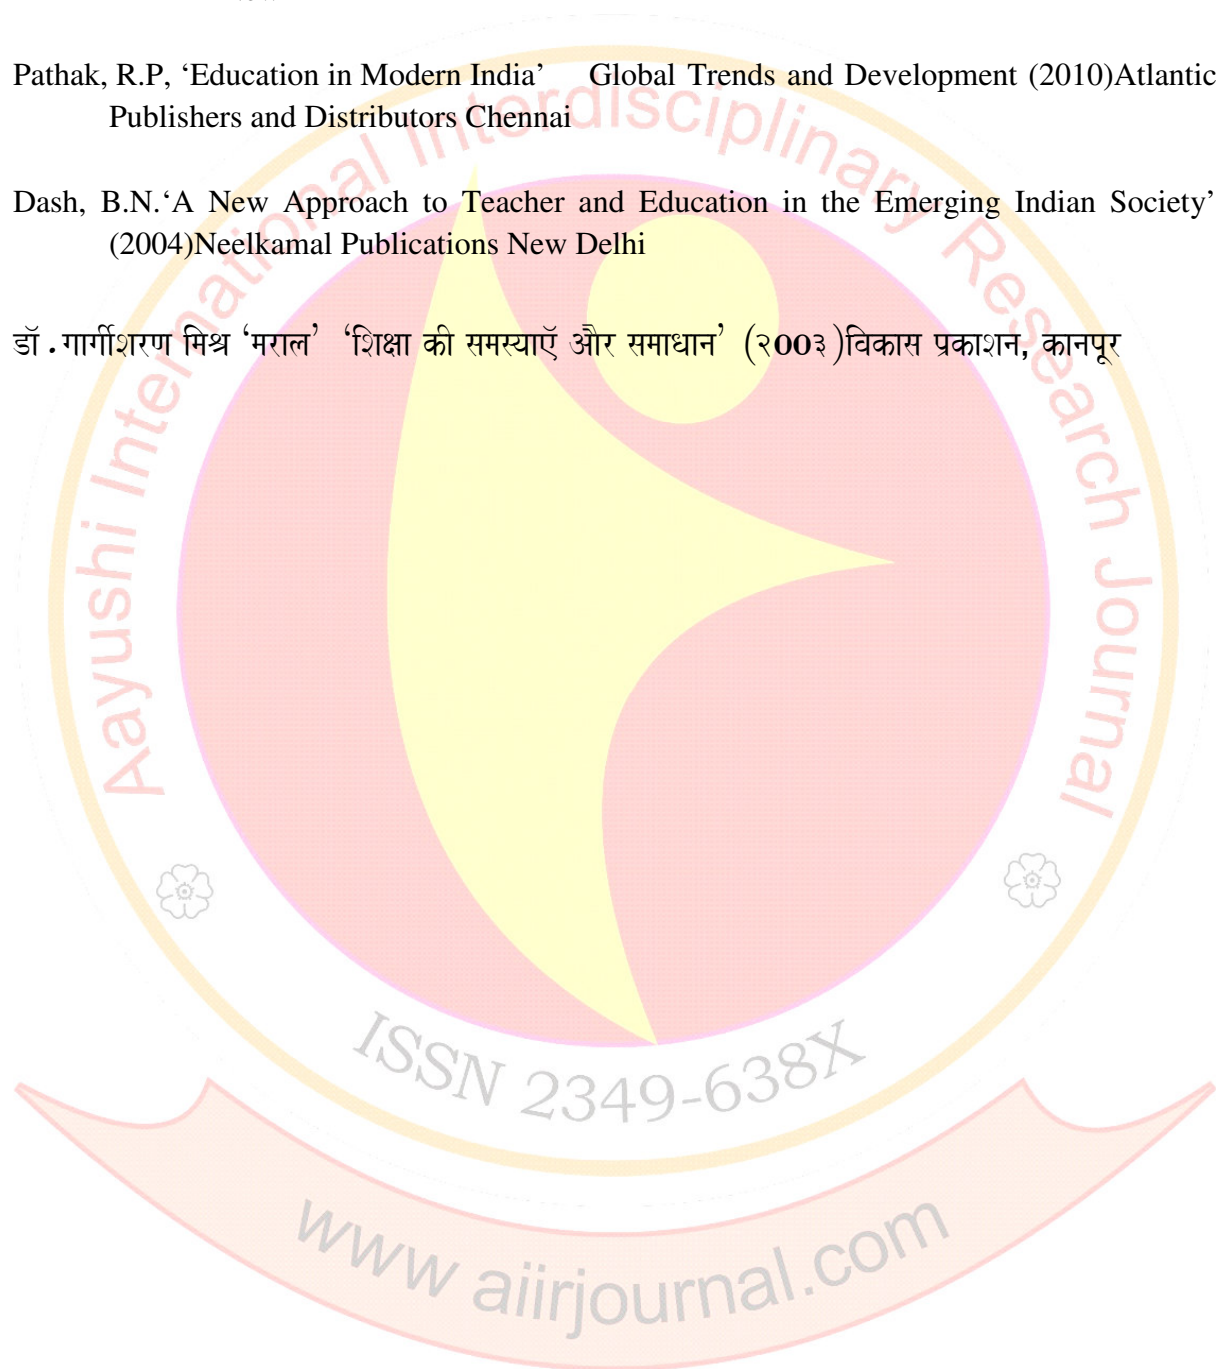 Pathak, R.P, ‘Education in Modern India’ Global Trends and Development (2010)Atlantic
Publishers and Distributors Chennai
Dash, B.N.‘A New Approach to Teacher and Education in the Emerging Indian Society’
(2004)Neelkamal Publications New Delhi
डॉ.गार्गीशरण मिश्र ‘मराल’ ‘शिक्षा की समस्याएॅ और समाधान’ (२00३)विकास प्रकाशन, कानपूर
Aayushi International Interdisciplinary Research Journal
ISSN 2349-638X
www aiirjournal.com